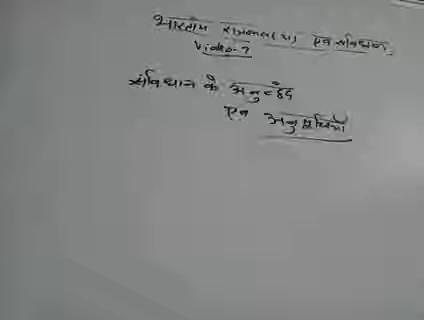 भारतीय राजव्यवस्था एवं संविधान
Video-7
संविधान के अनुच्छेद
एवं अनुसूचियाँ